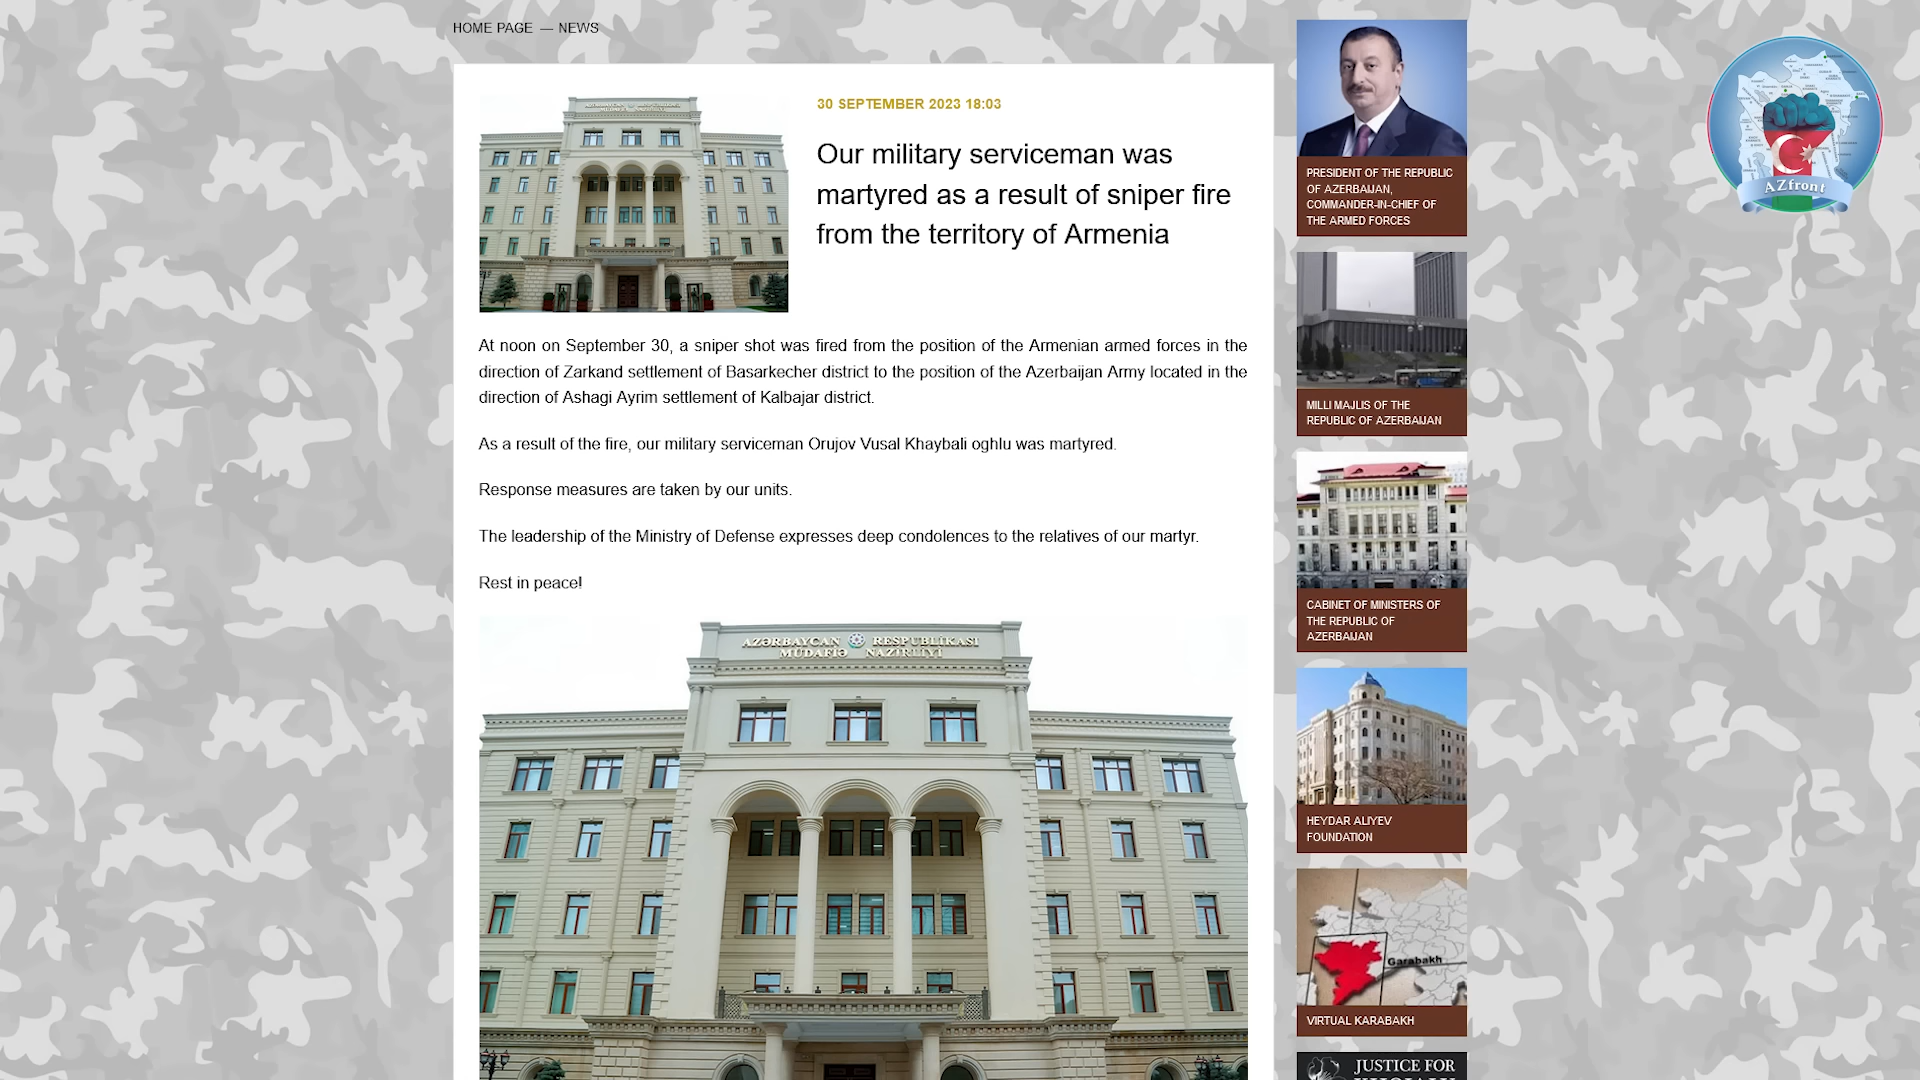 HOME PAGE — NEWS
30 SEPTEMBER 2023 18:03
Our military serviceman was
martyred as a result of sniper fire
from the territory of Armenia
At noon on September 30, a sniper shot was fired from the position of the Armenian armed forces in the
direction of Zarkand settlement of Basarkecher district to the position of the Azerbaijan Army located in the
direction of Ashagi Ayrim settlement of Kalbajar district.
As a result of the fire, our military serviceman Orujov Vusal Khaybali oghlu was martyred.
Response measures are taken by our units.
The leadership of the Ministry of Defense expresses deep condolences to the relatives of our martyr.
Rest in peace!
AZƏRBAYCAN RESPUBLİKASI
MÜDAFİƏ NAZİRLİYİ
PRESIDENT OF THE REPUBLIC
OF AZERBAIJAN,
COMMANDER-IN-CHIEF OF
THE ARMED FORCES
MILLI MAJLIS OF THE
REPUBLIC OF AZERBAIJAN
CABINET OF MINISTERS OF
THE REPUBLIC OF
AZERBAIJAN
HEYDAR ALIYEV
FOUNDATION
Garabakh
VIRTUAL KARABAKH
JUSTICE FOR
AZfront